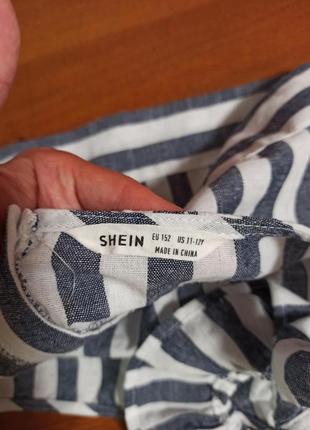 SHEIN EU 152 US 11-12Y
MADE IN CHINA